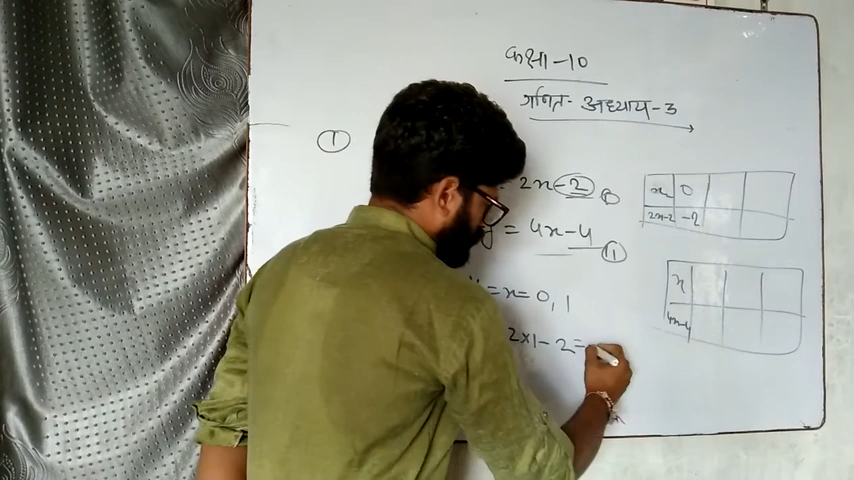 कक्षा-10
गणित- अध्याय-3
①
2x-2 ①
y = 4x-4 ⑪
x 0
2x-2 -2
= x = 0, 1
x
4x-4
2×1-2=